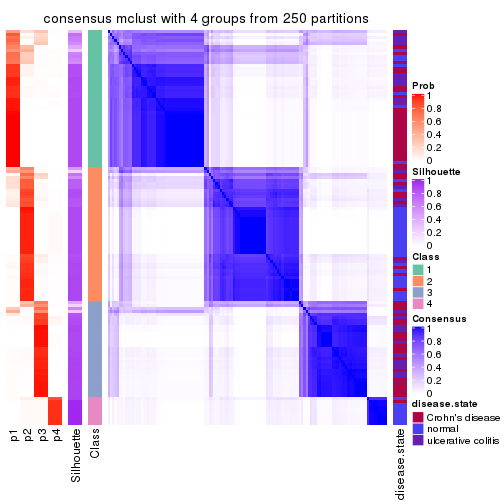 consensus mclust with 4 groups from 250 partitions
Prob
1
0.8
0.6
0.4
0.2
0
Silhouette
1
0.8
0.6
0.4
0.2
0
Class
1
2
3
4
Consensus
1
0.8
0.6
0.4
0.2
0
disease.state
Crohn's disease
normal
ulcerative colitis
p1
p2
p3
p4
Silhouette
Class
disease.state